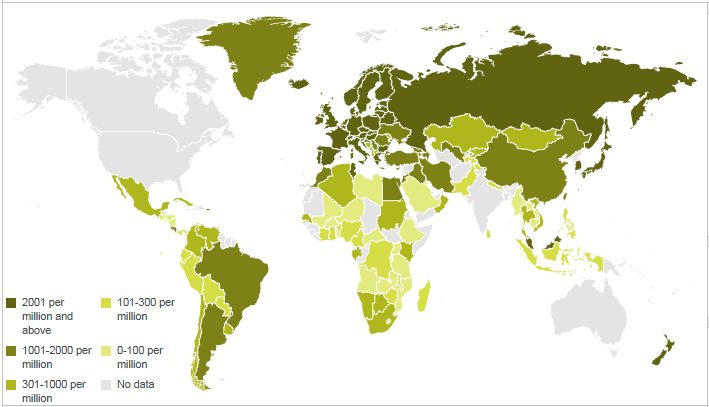 2001 per
million and
above
1001-2000 per
million
301-1000 per
million
101-300 per
million
0-100 per
million
No data